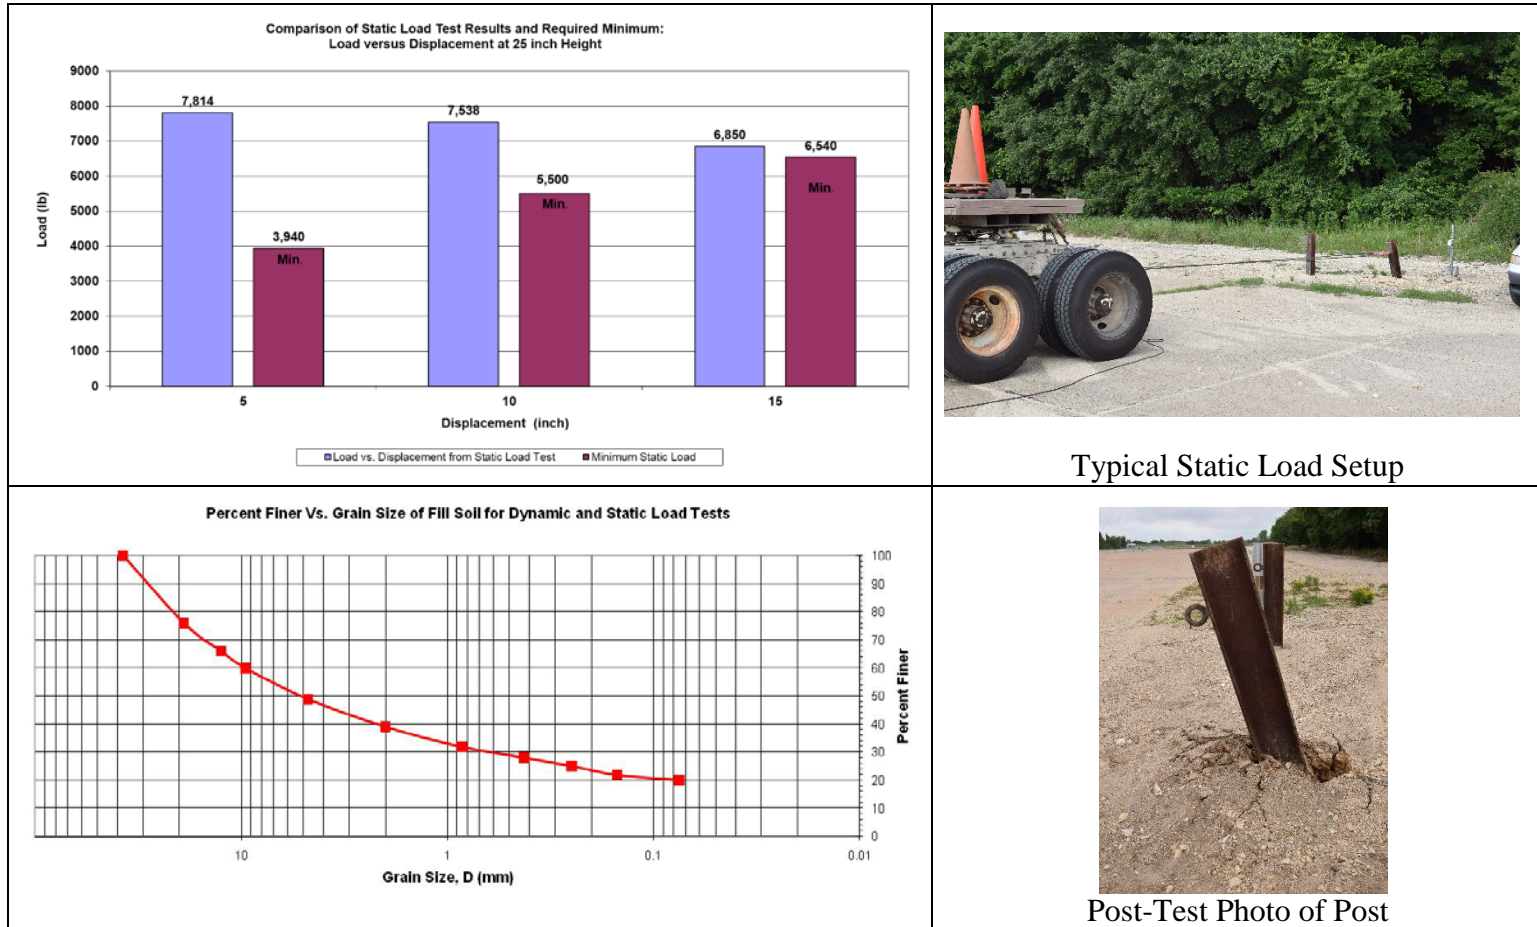 Comparison of Static Load Test Results and Required Minimum:
Load versus Displacement at 25 inch Height
Load (lb)
9000
8000
7000
6000
5000
4000
3000
2000
1000
0
7,814
3,940
Min.
7,538
5,500
Min.
6,850
6,540
Min.
5
10
15
Displacement (inch)
Load vs. Displacement from Static Load Test
Minimum Static Load
Typical Static Load Setup
Percent Finer Vs. Grain Size of Fill Soil for Dynamic and Static Load Tests
100
90
80
70
60
50
40
30
20
10
0
Percent Finer
10
1
0.1
0.01
Grain Size, D (mm)
Post-Test Photo of Post